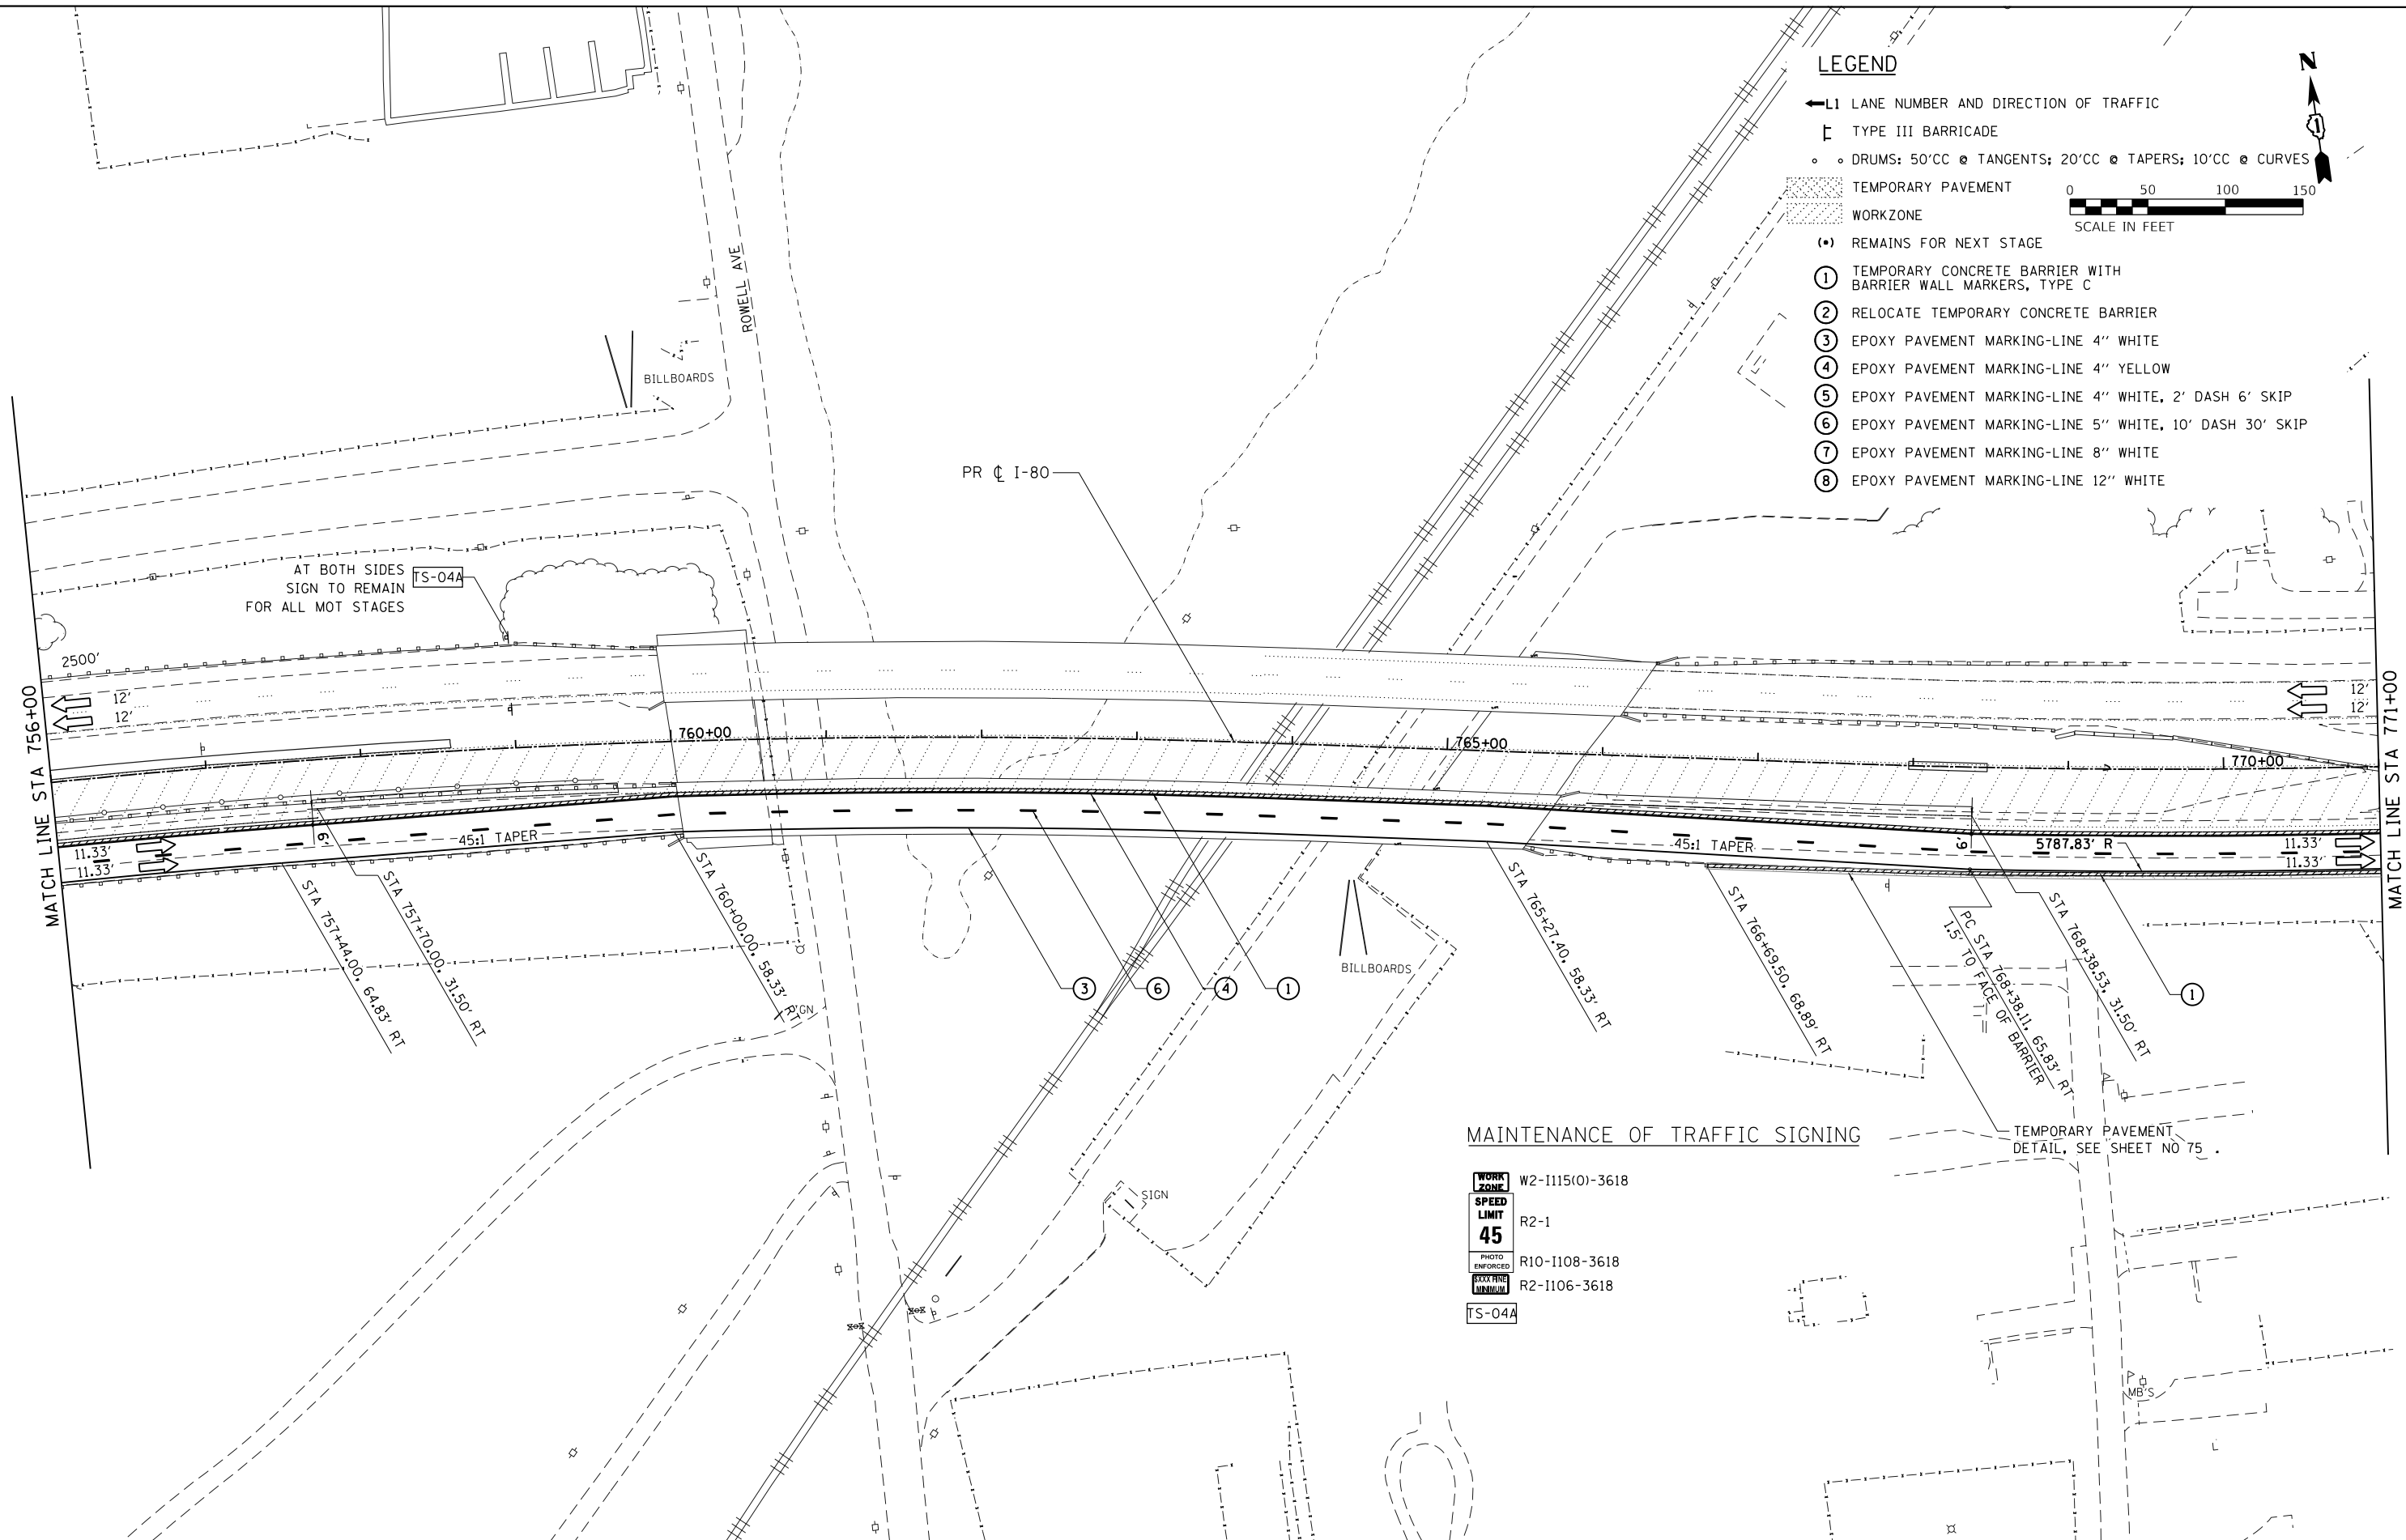 LEGEND
L1 LANE NUMBER AND DIRECTION OF TRAFFIC
TYPE III BARRICADE
DRUMS: 50'CC @ TANGENTS; 20'CC @ TAPERS; 10'CC @ CURVES
TEMPORARY PAVEMENT
WORKZONE
(•) REMAINS FOR NEXT STAGE
1 TEMPORARY CONCRETE BARRIER WITH
BARRIER WALL MARKERS, TYPE C
2 RELOCATE TEMPORARY CONCRETE BARRIER
3 EPOXY PAVEMENT MARKING-LINE 4'' WHITE
4 EPOXY PAVEMENT MARKING-LINE 4'' YELLOW
5 EPOXY PAVEMENT MARKING-LINE 4'' WHITE, 2' DASH 6' SKIP
6 EPOXY PAVEMENT MARKING-LINE 5'' WHITE, 10' DASH 30' SKIP
7 EPOXY PAVEMENT MARKING-LINE 8'' WHITE
8 EPOXY PAVEMENT MARKING-LINE 12'' WHITE
N
1
0 50 100 150
SCALE IN FEET
ROWELL AVE
BILLBOARDS
PR ℄ I-80
AT BOTH SIDES
SIGN TO REMAIN
FOR ALL MOT STAGES
TS-04A
2500'
12'
12'
12'
12'
MATCH LINE STA 756+00
MATCH LINE STA 771+00
760+00
765+00
770+00
6'
45:1 TAPER
45:1 TAPER
6'
5787.83' R
11.33'
11.33'
11.33'
11.33'
STA 757+44.00, 64.83' RT
STA 757+70.00, 31.50' RT
STA 760+00.00, 58.33' RT
STA 765+27.40, 58.33' RT
STA 766+69.50, 68.89' RT
PC STA 768+38.11, 65.83' RT
1.5' TO FACE OF BARRIER
STA 768+38.53, 31.50' RT
3
6
4
1
1
BILLBOARDS
SIGN
MB'S
TEMPORARY PAVEMENT
DETAIL, SEE SHEET NO 75 .
MAINTENANCE OF TRAFFIC SIGNING
WORK
ZONE
W2-I115(O)-3618
SPEED
LIMIT
45
R2-1
PHOTO
ENFORCED
R10-I108-3618
$XXX FINE
MINIMUM
R2-I106-3618
TS-04A